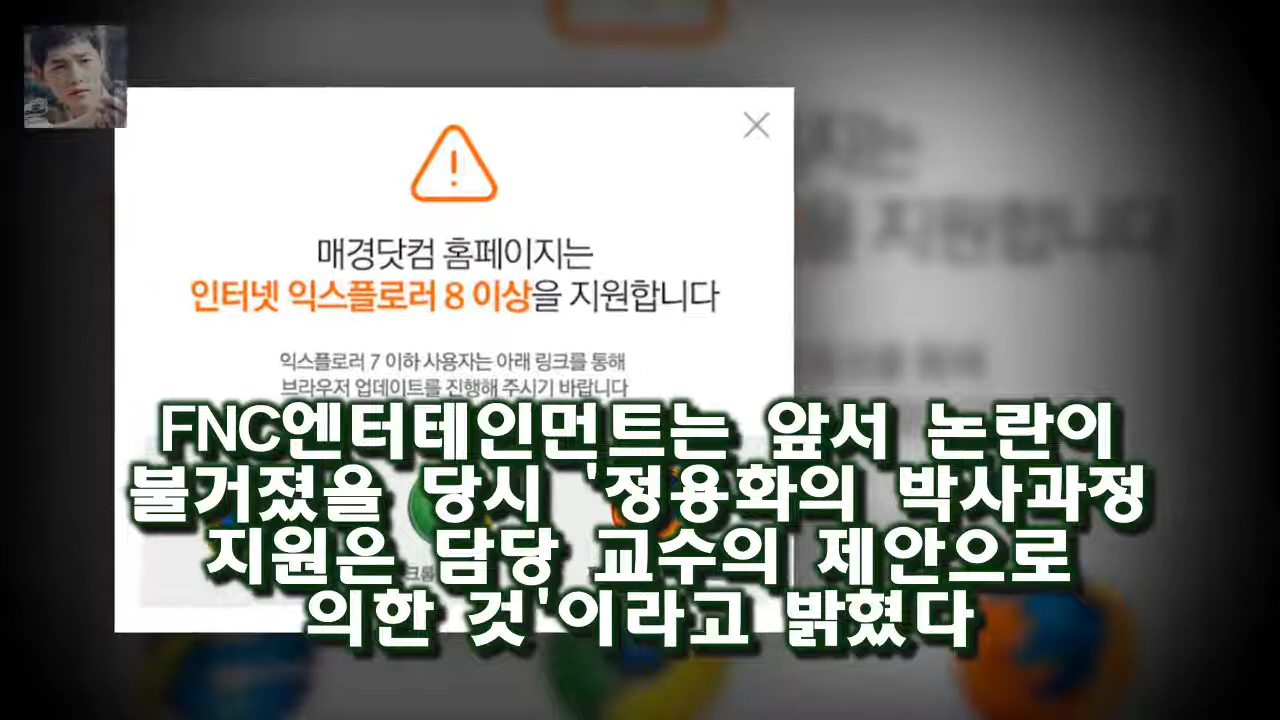 매경닷컴 홈페이지는
인터넷 익스플로러 8 이상을 지원합니다
익스플로러 7 이하 사용자는 아래 링크를 통해
브라우저 업데이트를 진행해 주시기 바랍니다
FNC엔터테인먼트는 앞서 논란이
불거졌을 당시 '정용화의 박사과정
지원은 담당 교수의 제안으로
의한 것'이라고 밝혔다
지원합니다